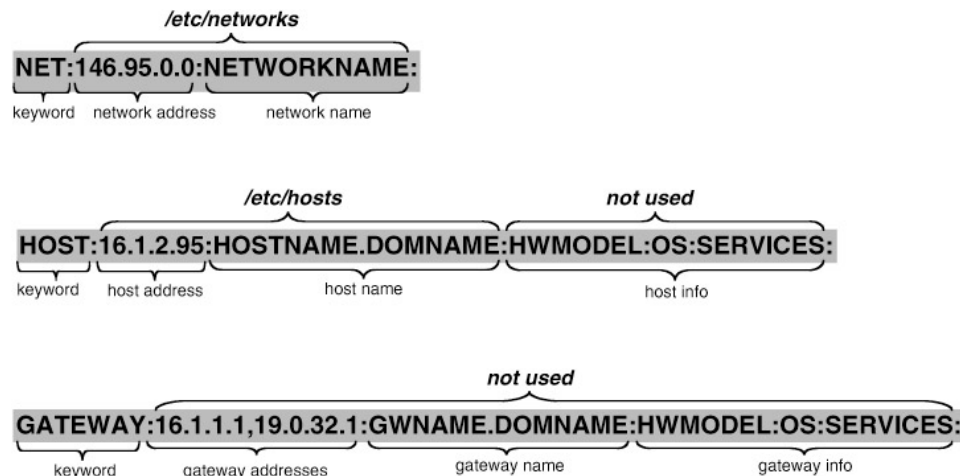 /etc/networks
NET:146.95.0.0:NETWORKNAME:
keyword network address network name
/etc/hosts not used
HOST:16.1.2.95:HOSTNAME.DOMNAME:HWMODEL:OS:SERVICES:
keyword host address host name host info
not used
GATEWAY:16.1.1.1,19.0.32.1:GWNAME.DOMNAME:HWMODEL:OS:SERVICES:
keyword gateway addresses gateway name gateway info